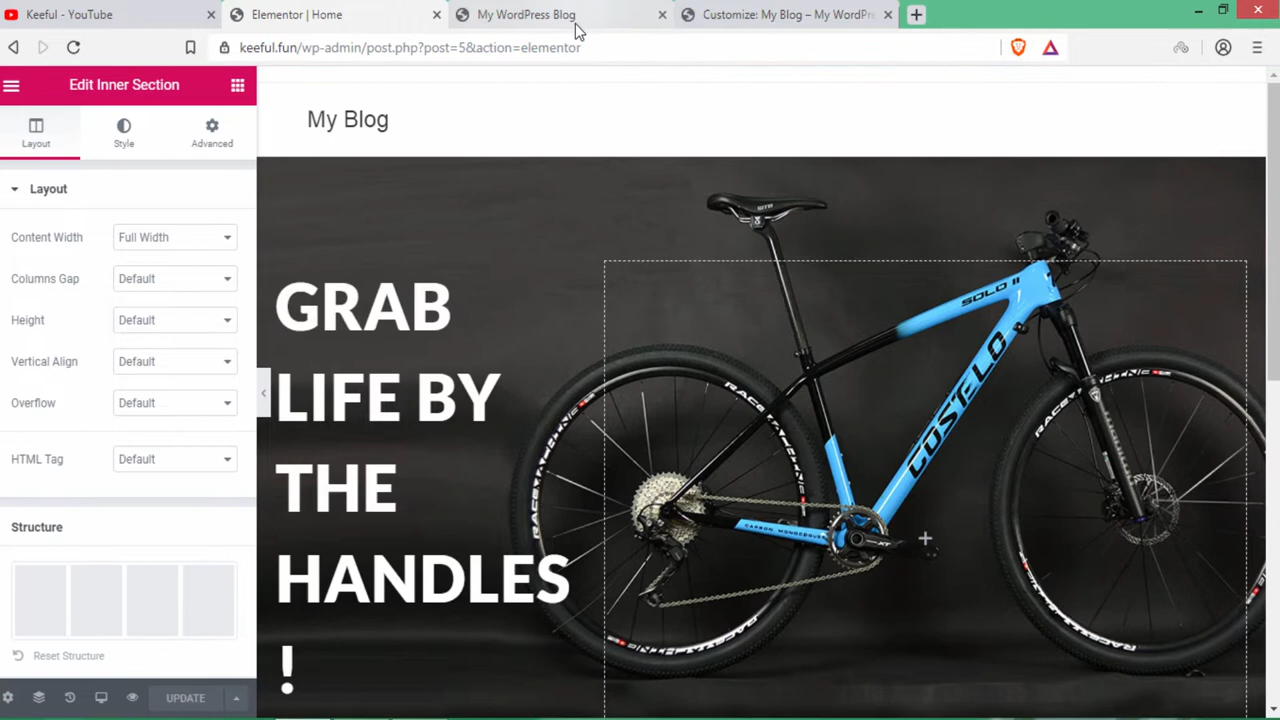 Keeful - YouTube
Elementor | Home
My WordPress Blog
Customize: My Blog – My WordPre
keeful.fun/wp-admin/post.php?post=5&action=elementor
Edit Inner Section
Layout
Style
Advanced
Layout
Content Width
Full Width
Columns Gap
Default
Height
Default
Vertical Align
Default
Overflow
Default
HTML Tag
Default
Structure
Reset Structure
UPDATE
My Blog
GRAB
LIFE BY
THE
HANDLES
!
SOLO II
COSTELO
XT